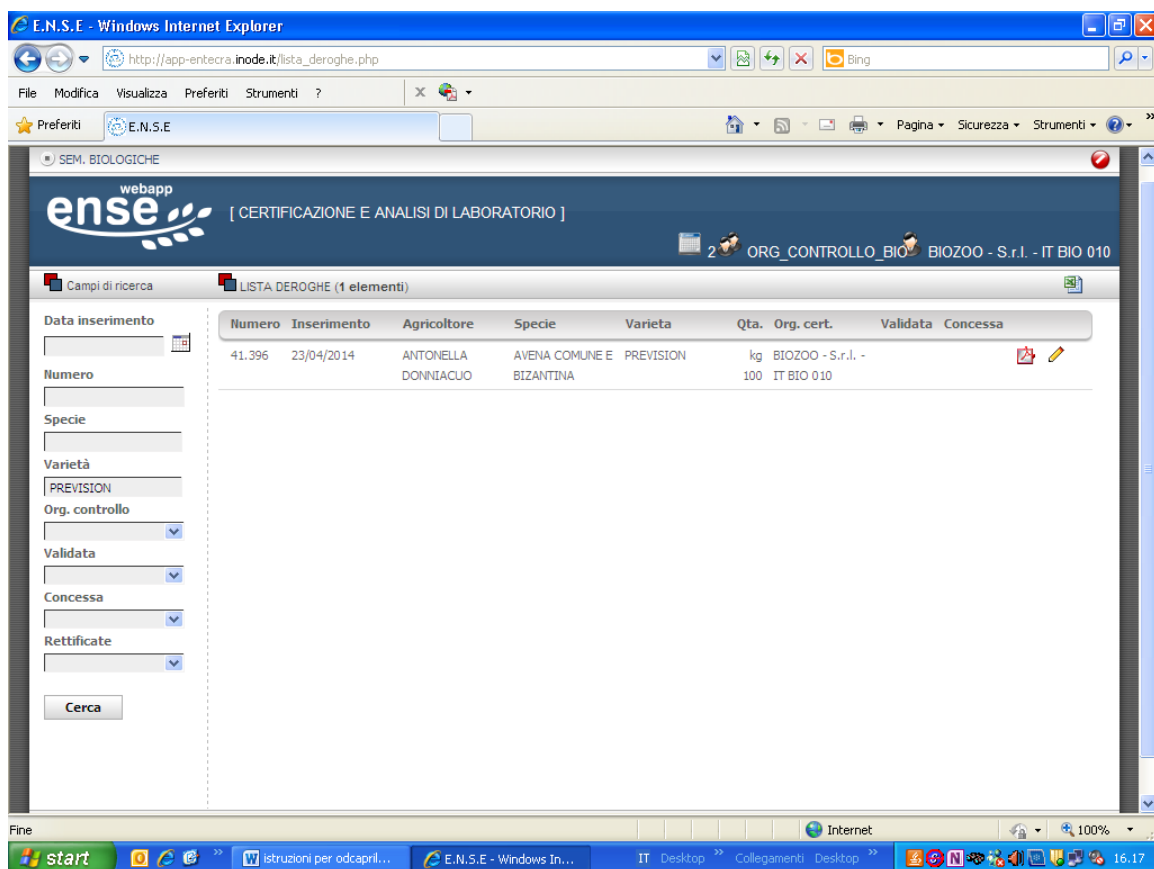 E.N.S.E - Windows Internet Explorer
http://app-entecra.inode.it/lista_deroghe.php
Bing
File Modifica Visualizza Preferiti Strumenti ?
Preferiti E.N.S.E Pagina Sicurezza Strumenti
SEM. BIOLOGICHE
webapp
ense [ CERTIFICAZIONE E ANALISI DI LABORATORIO ]
2 ORG_CONTROLLO_BIO BIOZOO - S.r.l. - IT BIO 010
Campi di ricerca
LISTA DEROGHE (1 elementi)
Data inserimento
Numero
Specie
Varietà
PREVISION
Org. controllo
Validata
Concessa
Rettificate
Cerca
Numero Inserimento Agricoltore Specie Varieta Qta. Org. cert. Validata Concessa
41.396 23/04/2014 ANTONELLA AVENA COMUNE E PREVISION kg BIOZOO - S.r.l. -
DONNIACUO BIZANTINA 100 IT BIO 010
Fine Internet 100%
start istruzioni per odcapril... E.N.S.E - Windows In... IT Desktop Collegamenti Desktop 16.17